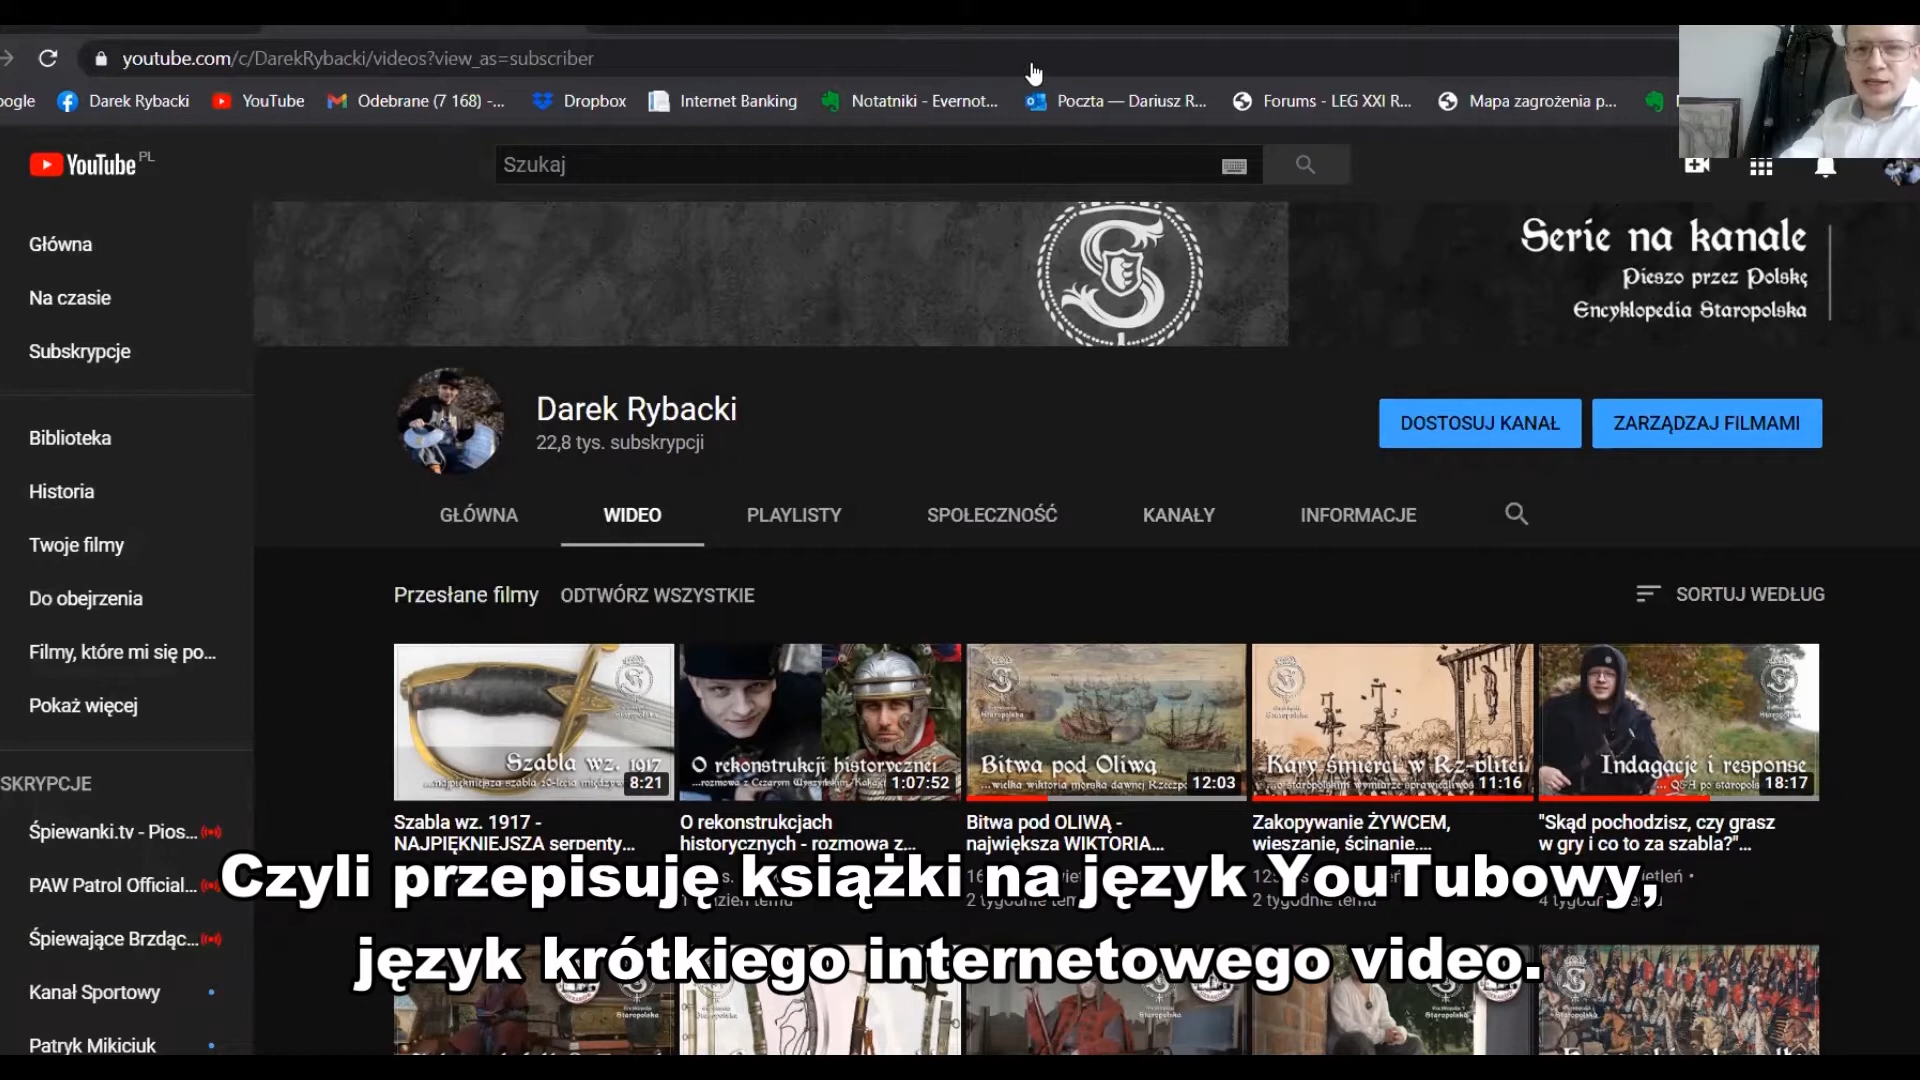 youtube.com/c/DarekRybacki/videos?view_as=subscriber
oogle Darek Rybacki YouTube Odebrane (7 168) -... Dropbox Internet Banking Notatniki - Evernot... Poczta — Dariusz R... Forums - LEG XXI R... Mapa zagrożenia p...
YouTube PL
Szukaj
Główna
Na czasie
Subskrypcje
Biblioteka
Historia
Twoje filmy
Do obejrzenia
Filmy, które mi się po...
Pokaż więcej
SKRYPCJE
Śpiewanki.tv - Pios...
PAW Patrol Official...
Śpiewające Brzdąc...
Kanał Sportowy
Patryk Mikiciuk
Serie na kanale
Pieszo przez Polskę
Encyklopedia Staropolska
Darek Rybacki
22,8 tys. subskrypcji
DOSTOSUJ KANAŁ
ZARZĄDZAJ FILMAMI
GŁÓWNA WIDEO PLAYLISTY SPOŁECZNOŚĆ KANAŁY INFORMACJE
Przesłane filmy ODTWÓRZ WSZYSTKIE
SORTUJ WEDŁUG
Szabla wz. 1917
8:21
Szabla wz. 1917 -
NAJPIĘKNIEJSZA serpenty...
O rekonstrukcji historycznej
1:07:52
O rekonstrukcjach
historycznych - rozmowa z...
Bitwa pod Oliwą
12:03
Bitwa pod OLIWĄ -
największa WIKTORIA...
2 tygodnie temu
Kary śmierci w Rz-plitej
11:16
Zakopywanie ŻYWCEM,
wieszanie, ścinanie....
2 tygodnie temu
Indagacje i response
18:17
"Skąd pochodzisz, czy grasz
w gry i co to za szabla?"...
Czyli przepisuję książki na język YouTubowy,
język krótkiego internetowego video.